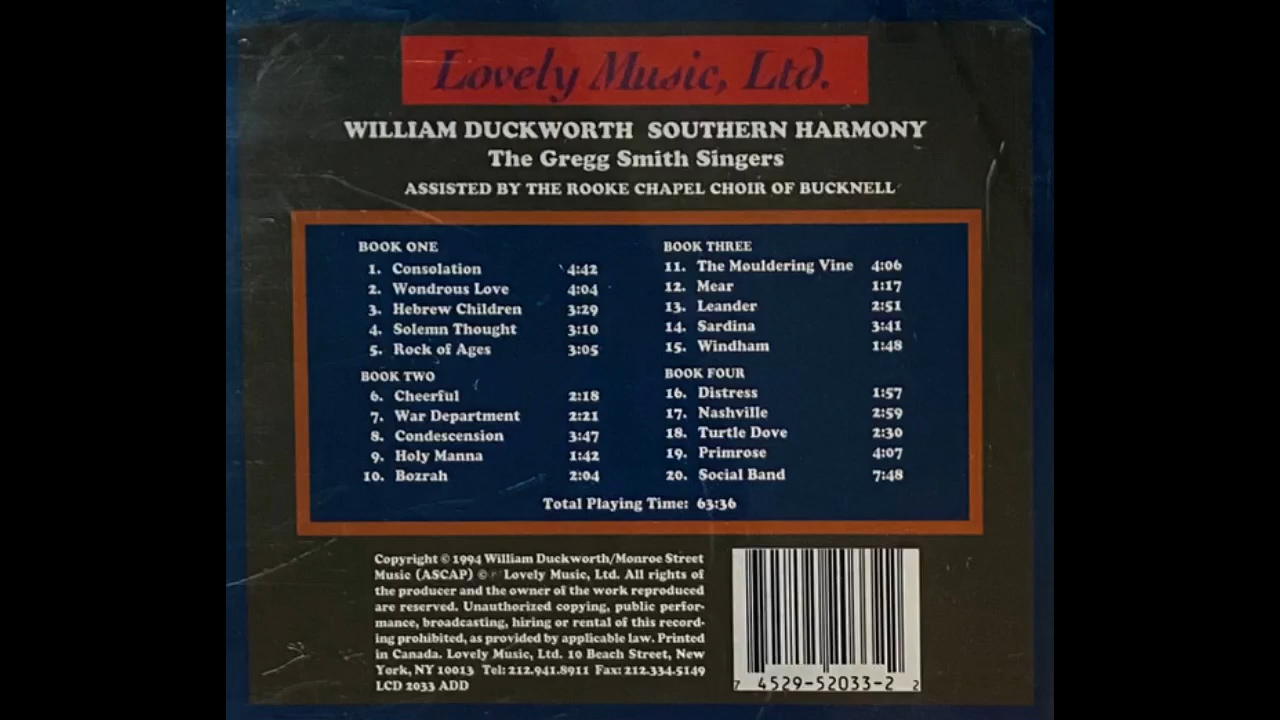 Lovely Music, Ltd.
WILLIAM DUCKWORTH SOUTHERN HARMONY
The Gregg Smith Singers
ASSISTED BY THE ROOKE CHAPEL CHOIR OF BUCKNELL
BOOK ONE
1. Consolation 4:42
2. Wondrous Love 4:04
3. Hebrew Children 3:29
4. Solemn Thought 3:10
5. Rock of Ages 3:05
BOOK TWO
6. Cheerful 2:18
7. War Department 2:21
8. Condescension 3:47
9. Holy Manna 1:42
10. Bozrah 2:04
BOOK THREE
11. The Mouldering Vine 4:06
12. Mear 1:17
13. Leander 2:51
14. Sardina 3:41
15. Windham 1:48
BOOK FOUR
16. Distress 1:57
17. Nashville 2:59
18. Turtle Dove 2:30
19. Primrose 4:07
20. Social Band 7:48
Total Playing Time: 63:36
Copyright © 1994 William Duckworth/Monroe Street
Music (ASCAP) © Lovely Music, Ltd. All rights of
the producer and the owner of the work reproduced
are reserved. Unauthorized copying, public perfor-
mance, broadcasting, hiring or rental of this record-
ing prohibited, as provided by applicable law. Printed
in Canada. Lovely Music, Ltd. 10 Beach Street, New
York, NY 10013 Tel: 212.941.8911 Fax: 212.334.5149
LCD 2033 ADD
7 4529-52033-2 2